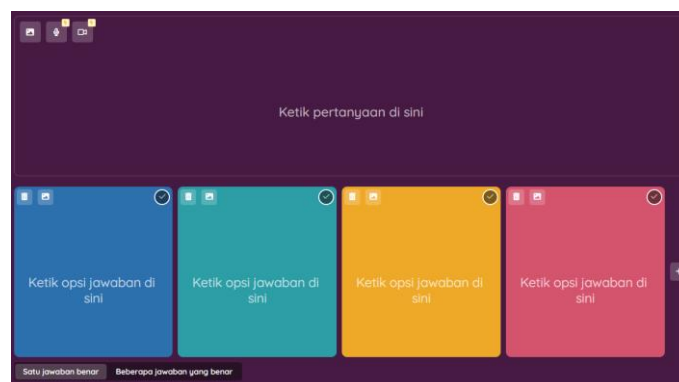 Ketik pertanyaan di sini
Ketik opsi jawaban di
sini
Ketik opsi jawaban di
sini
Ketik opsi jawaban di
sini
Ketik opsi jawaban di
sini
Satu jawaban benar
Beberapa jawaban yang benar